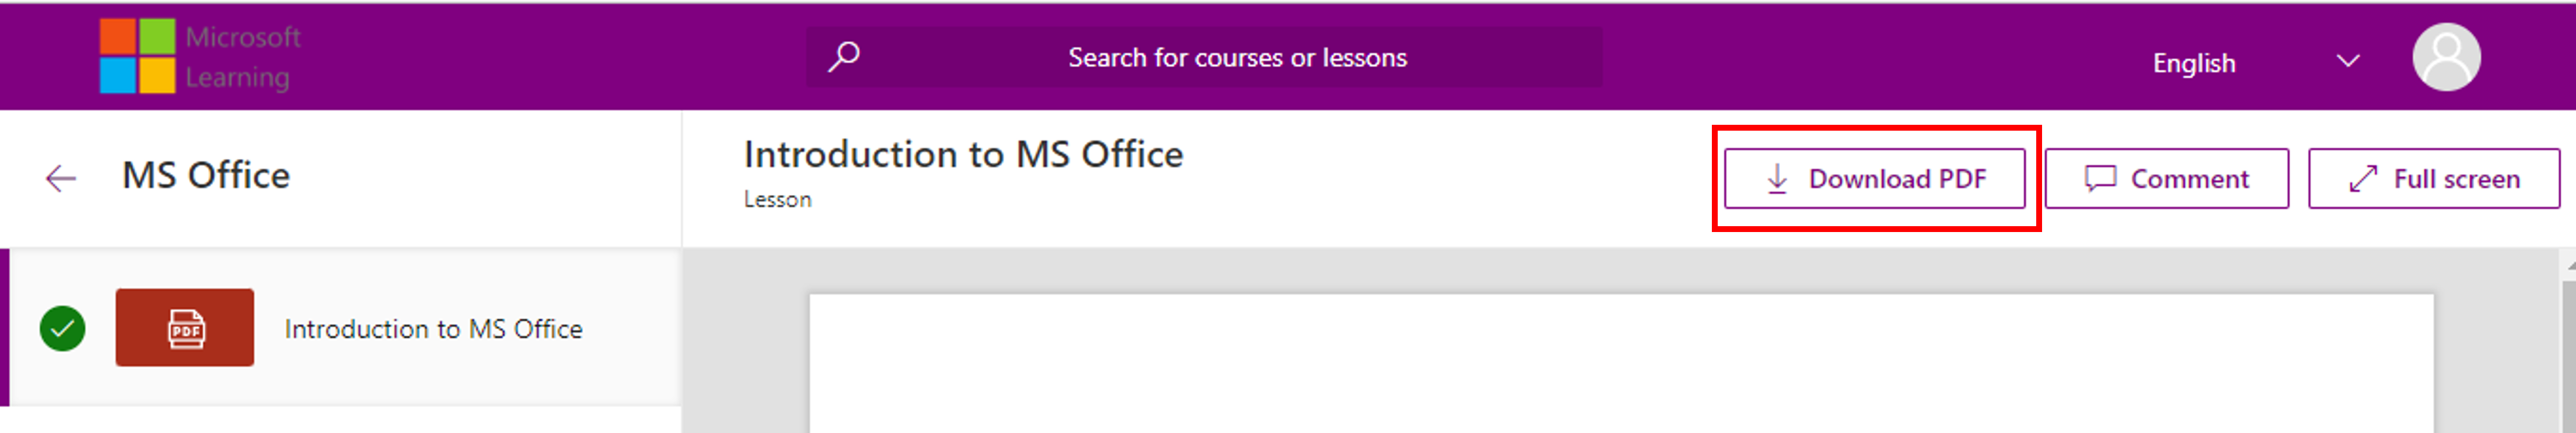 Microsoft
Learning
Search for courses or lessons
English
MS Office
Introduction to MS Office
Lesson
Download PDF
Comment
Full screen
PDF
Introduction to MS Office